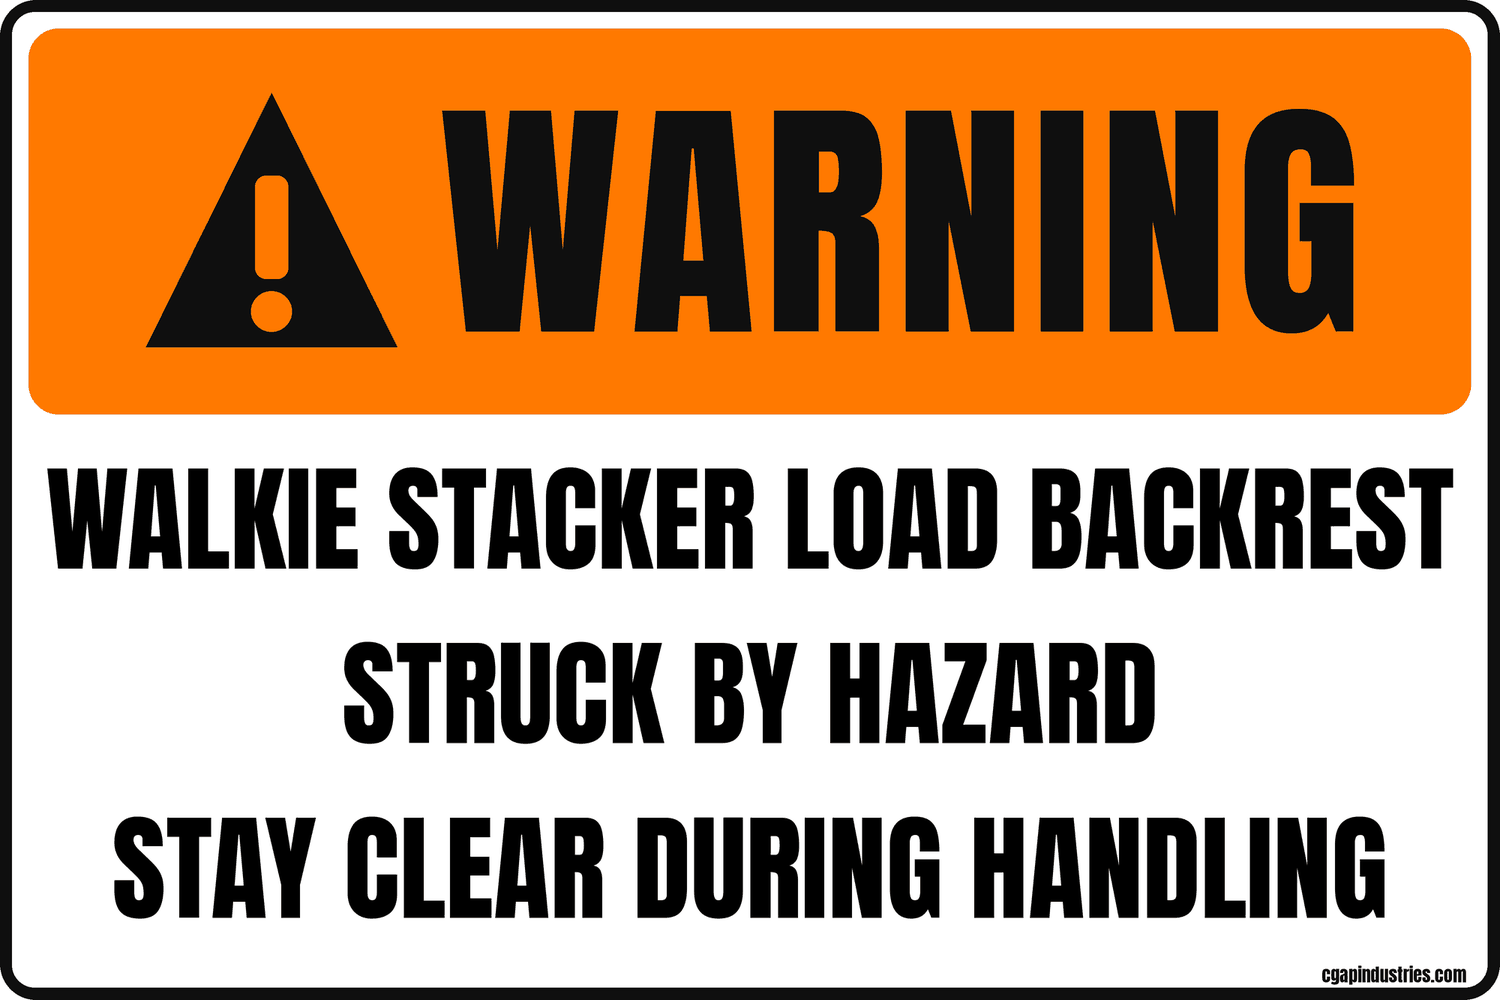 WARNING
WALKIE STACKER LOAD BACKREST
STRUCK BY HAZARD
STAY CLEAR DURING HANDLING
cgapindustries.com